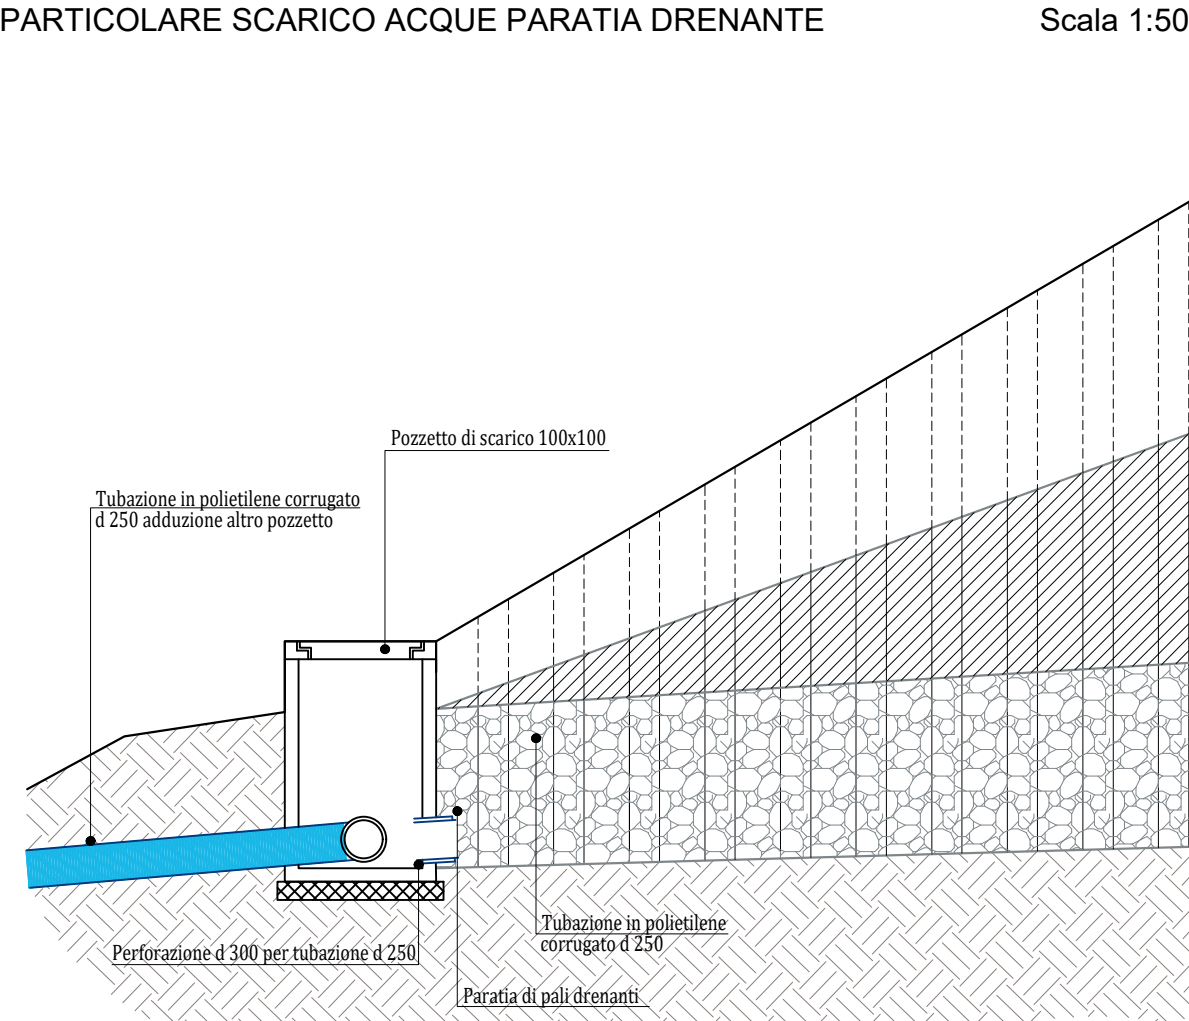 PARTICOLARE SCARICO ACQUE PARATIA DRENANTE
Scala 1:50
Pozzetto di scarico 100x100
Tubazione in polietilene corrugato
d 250 adduzione altro pozzetto
Tubazione in polietilene
corrugato d 250
Perforazione d 300 per tubazione d 250
Paratia di pali drenanti